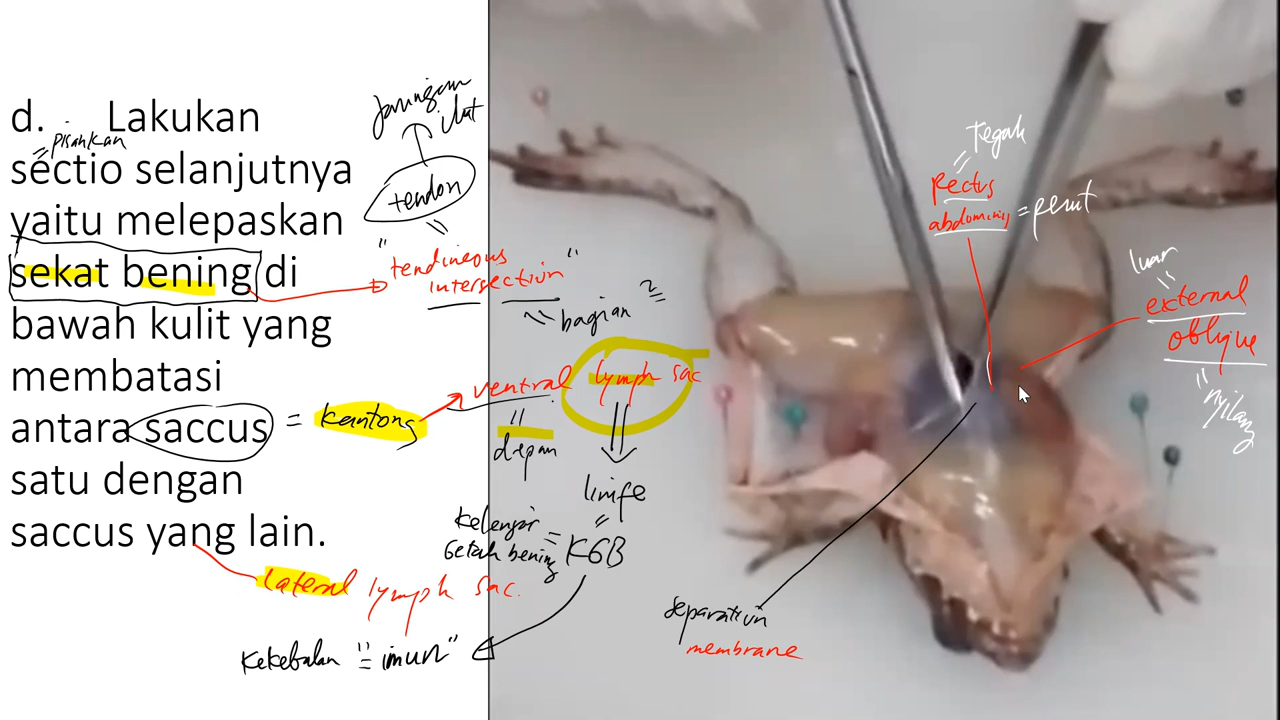 d. Lakukan
pisahkan
sectio selanjutnya
yaitu melepaskan
sekat bening di
bawah kulit yang
membatasi
antara saccus
satu dengan
saccus yang lain.
Jaringan
ikat
tendon
"tendineous
intersection"
bagian ²
= kantong
ventral lymph sac
depan
limfe
Kelenjar
Getah bening = KGB
lateral lymph sac.
Kekebalan = "imun"
Tegak
Rectus
abdominis = perut
luar
external
oblique
nyilang
separation
membrane